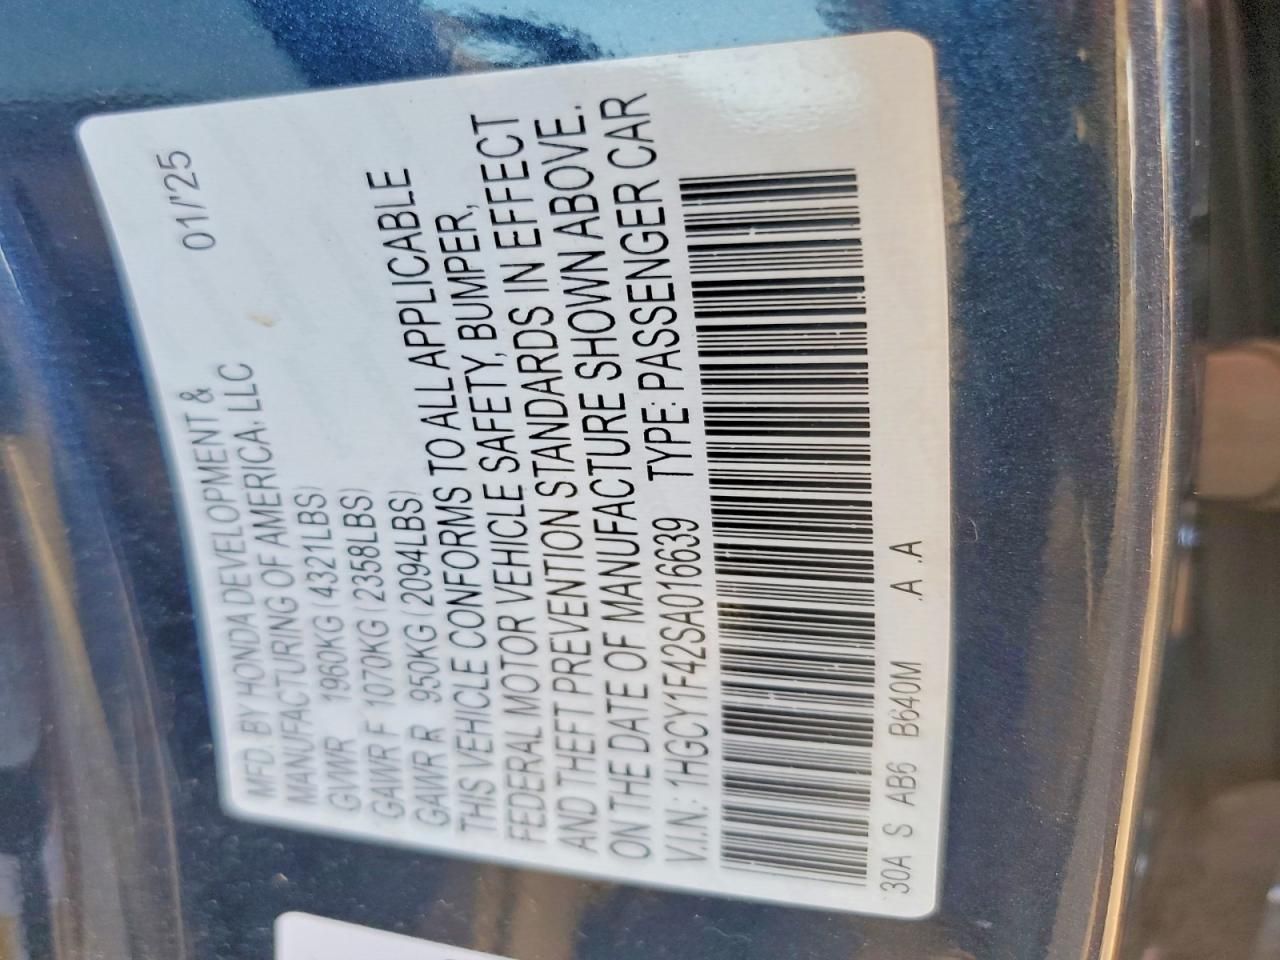 MFD. BY HONDA DEVELOPMENT & 01/'25
MANUFACTURING OF AMERICA, LLC
GVWR 1960KG (4321LBS)
GAWR F 1070KG (2358LBS)
GAWR R 950KG (2094LBS)
THIS VEHICLE CONFORMS TO ALL APPLICABLE
FEDERAL MOTOR VEHICLE SAFETY, BUMPER,
AND THEFT PREVENTION STANDARDS IN EFFECT
ON THE DATE OF MANUFACTURE SHOWN ABOVE.
V.I.N.: 1HGCY1F42SA016639 TYPE: PASSENGER CAR
30A S AB6 B640M .A .A